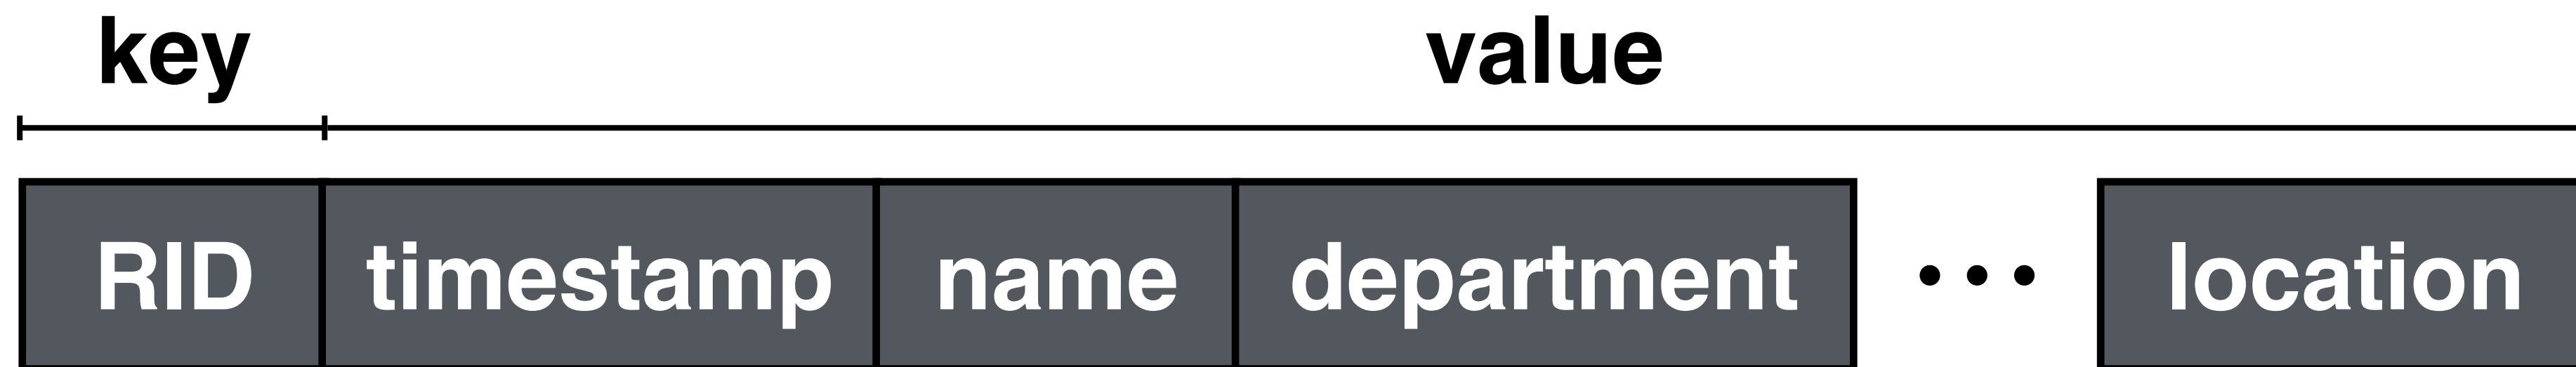 key value
RID timestamp name department ••• location